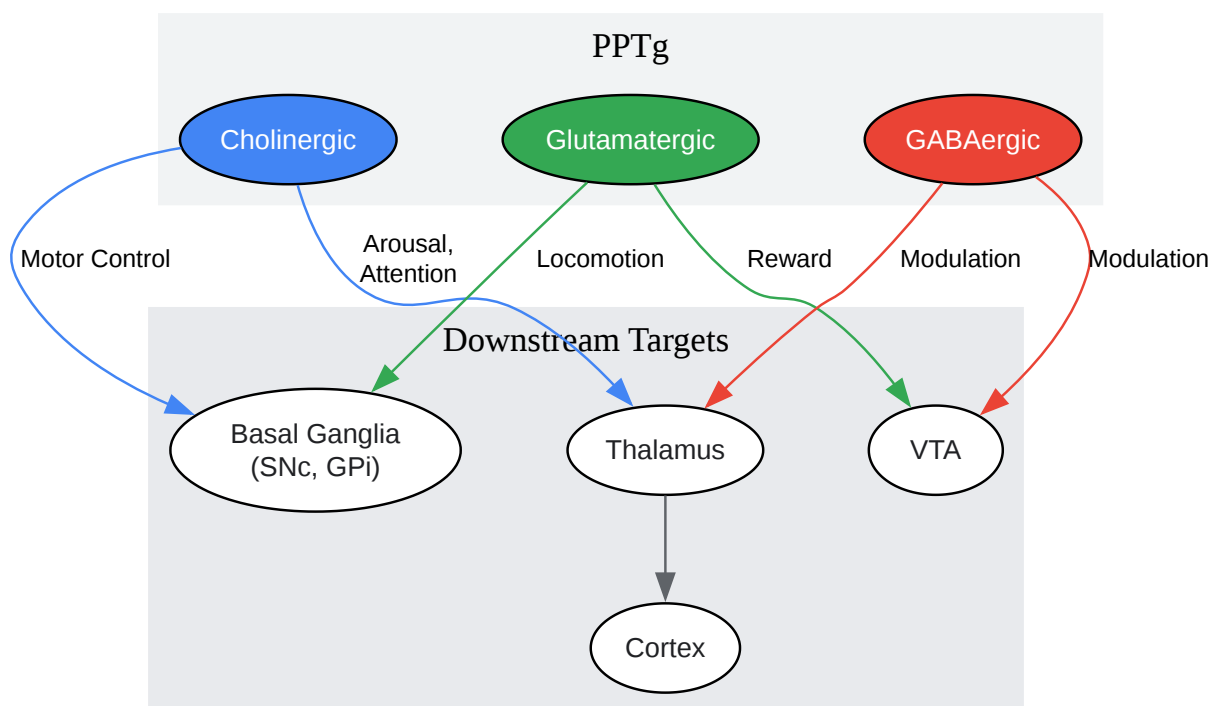 PPTg
Cholinergic
Glutamatergic
GABAergic
Motor Control
Arousal,
Attention
Locomotion
Reward
Modulation
Modulation
Downstream Targets
Basal Ganglia
(SNc, GPi)
Thalamus
VTA
Cortex